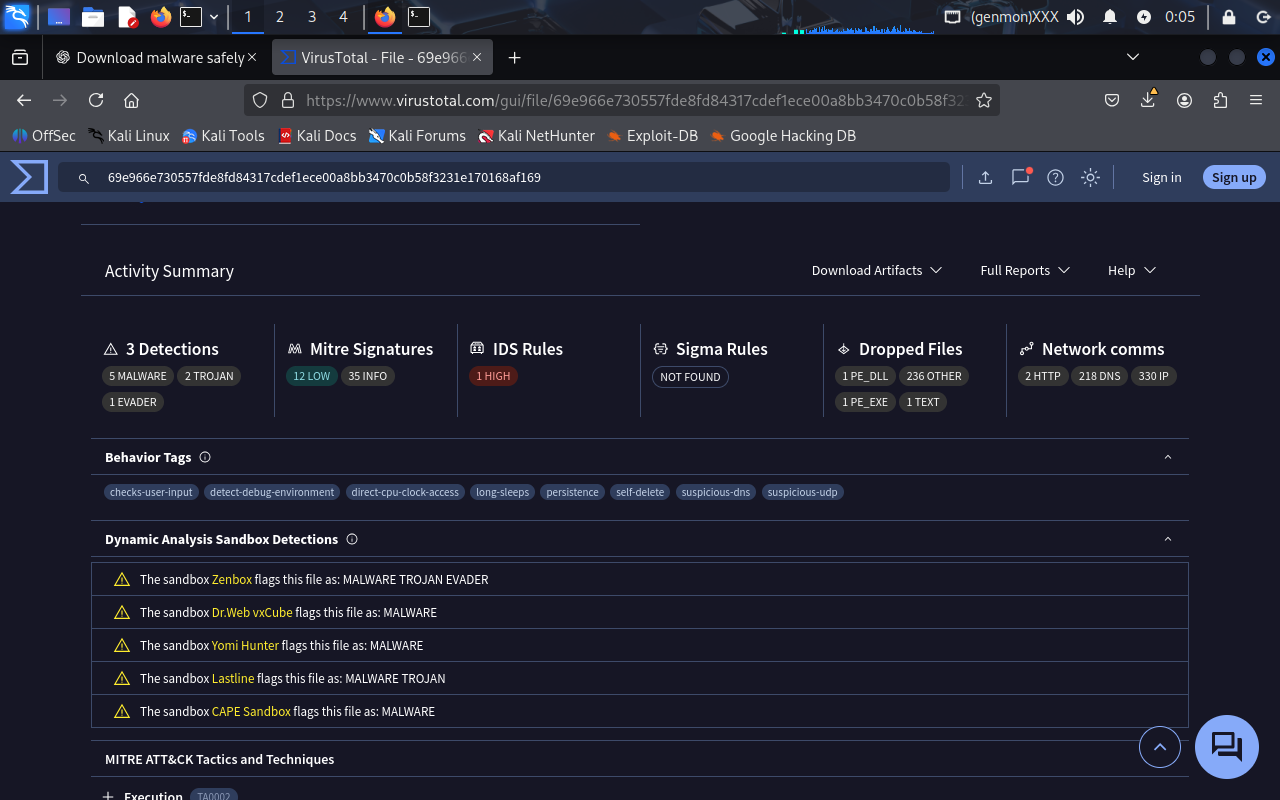 1 2 3 4 (genmon)XXX 0:05
Download malware safely VirusTotal - File - 69e966
https://www.virustotal.com/gui/file/69e966e730557fde8fd84317cdef1ece00a8bb3470c0b58f32
OffSec Kali Linux Kali Tools Kali Docs Kali Forums Kali NetHunter Exploit-DB Google Hacking DB
69e966e730557fde8fd84317cdef1ece00a8bb3470c0b58f3231e170168af169 Sign in Sign up
Activity Summary Download Artifacts Full Reports Help
3 Detections Mitre Signatures IDS Rules Sigma Rules Dropped Files Network comms
5 MALWARE 2 TROJAN 12 LOW 35 INFO 1 HIGH NOT FOUND 1 PE_DLL 236 OTHER 2 HTTP 218 DNS 330 IP
1 EVADER 1 PE_EXE 1 TEXT
Behavior Tags
checks-user-input detect-debug-environment direct-cpu-clock-access long-sleeps persistence self-delete suspicious-dns suspicious-udp
Dynamic Analysis Sandbox Detections
The sandbox Zenbox flags this file as: MALWARE TROJAN EVADER
The sandbox Dr.Web vxCube flags this file as: MALWARE
The sandbox Yomi Hunter flags this file as: MALWARE
The sandbox Lastline flags this file as: MALWARE TROJAN
The sandbox CAPE Sandbox flags this file as: MALWARE
MITRE ATT&CK Tactics and Techniques
Execution TA0002